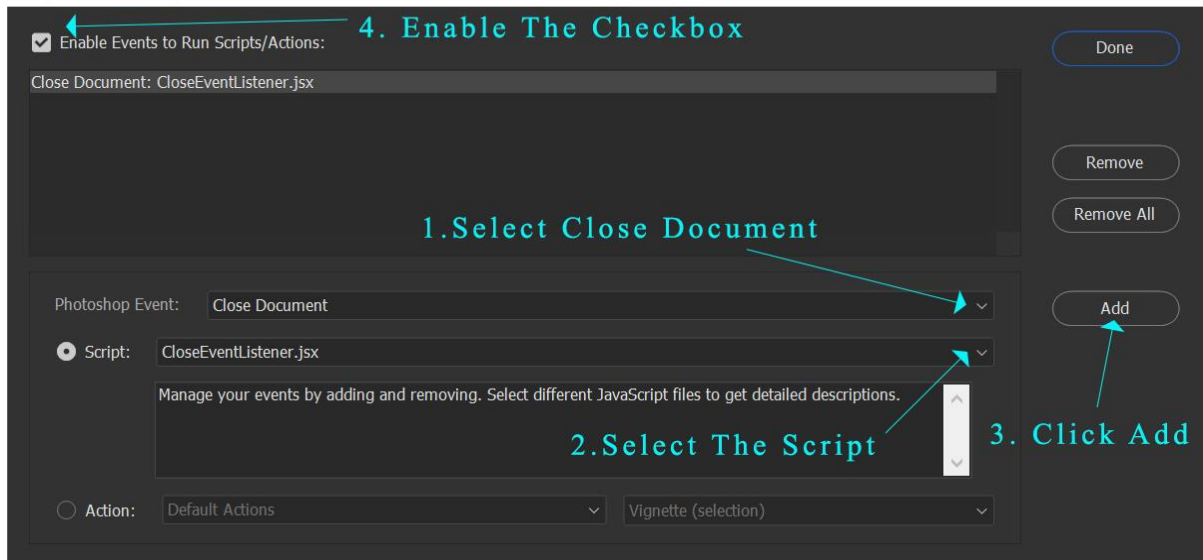 4. Enable The Checkbox
Enable Events to Run Scripts/Actions:
Done
Close Document: CloseEventListener.jsx
Remove
Remove All
1.Select Close Document
Photoshop Event: Close Document
Add
Script: CloseEventListener.jsx
Manage your events by adding and removing. Select different JavaScript files to get detailed descriptions.
2.Select The Script
3. Click Add
Action: Default Actions Vignette (selection)